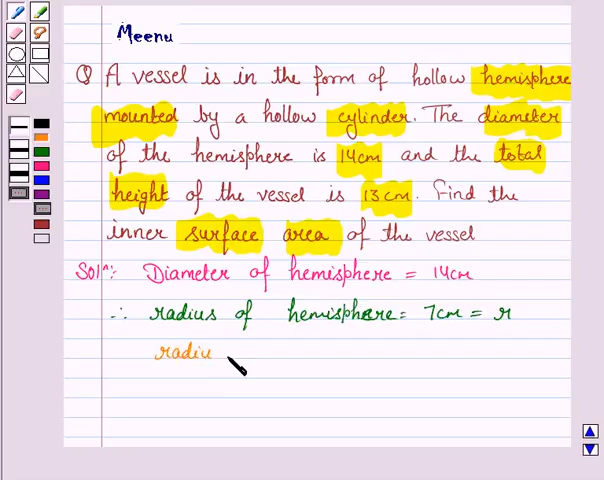 Meenu
Q A vessel is in the form of hollow hemisphere
mounted by a hollow cylinder. The diameter
of the hemisphere is 14cm and the total
height of the vessel is 13cm. Find the
inner surface area of the vessel
Solⁿ: Diameter of hemisphere = 14cm
∴ radius of hemisphere = 7cm = r
radiu